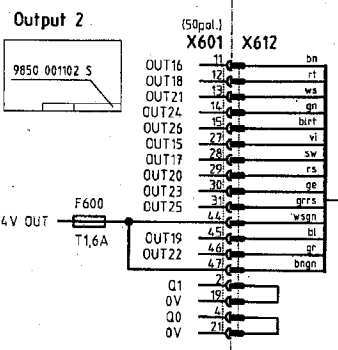 Output 2
9850 001102 S
(50pol.)
X601 X612
OUT16 11 bn
OUT18 12 rt
OUT21 13 ws
OUT24 14 gn
OUT26 15 blrt
OUT15 27 vi
OUT17 28 sw
OUT20 29 rs
OUT23 30 ge
OUT25 31 grrs
F600
4V OUT 44 wsgn
T1,6A
OUT19 45 bl
OUT22 46 gr
47 bngn
Q1 2
0V 19
Q0 4
0V 21